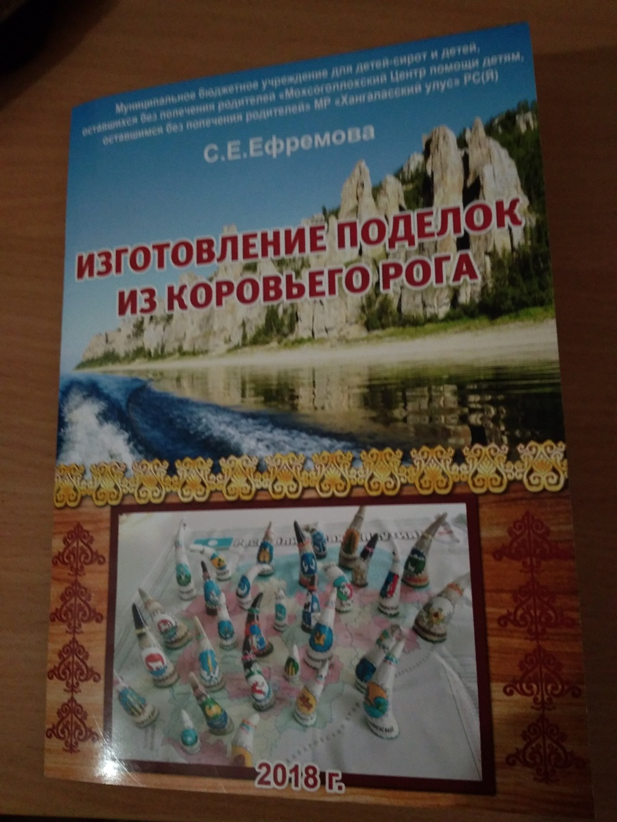 Муниципальное бюджетное учреждение для детей-сирот и детей,
оставшихся без попечения родителей «Мохсоголлохский Центр помощи детям,
оставшимся без попечения родителей» МР «Хангаласский улус» РС(Я)
С.Е.Ефремова
ИЗГОТОВЛЕНИЕ ПОДЕЛОК
ИЗ КОРОВЬЕГО РОГА
2018 г.